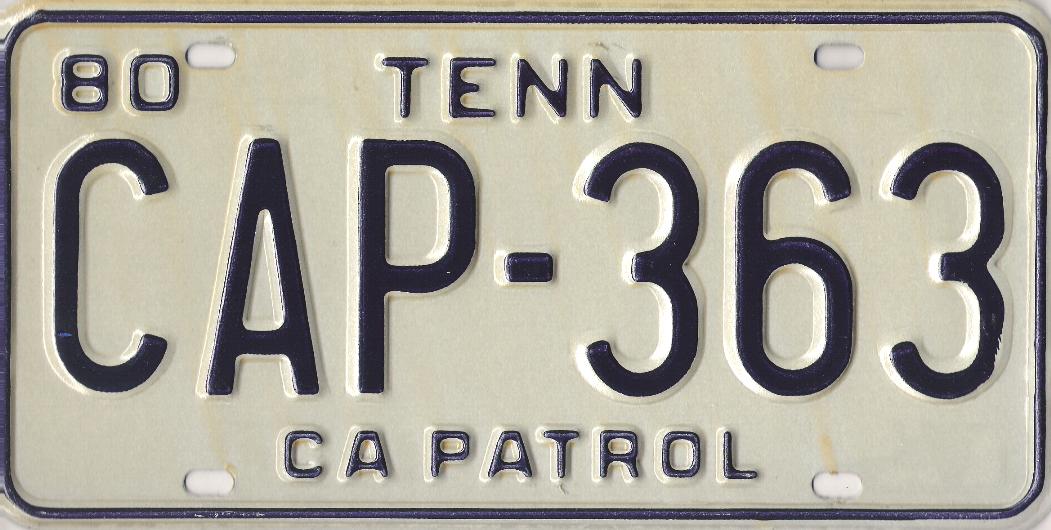 80 TENN
CAP-363
CA PATROL